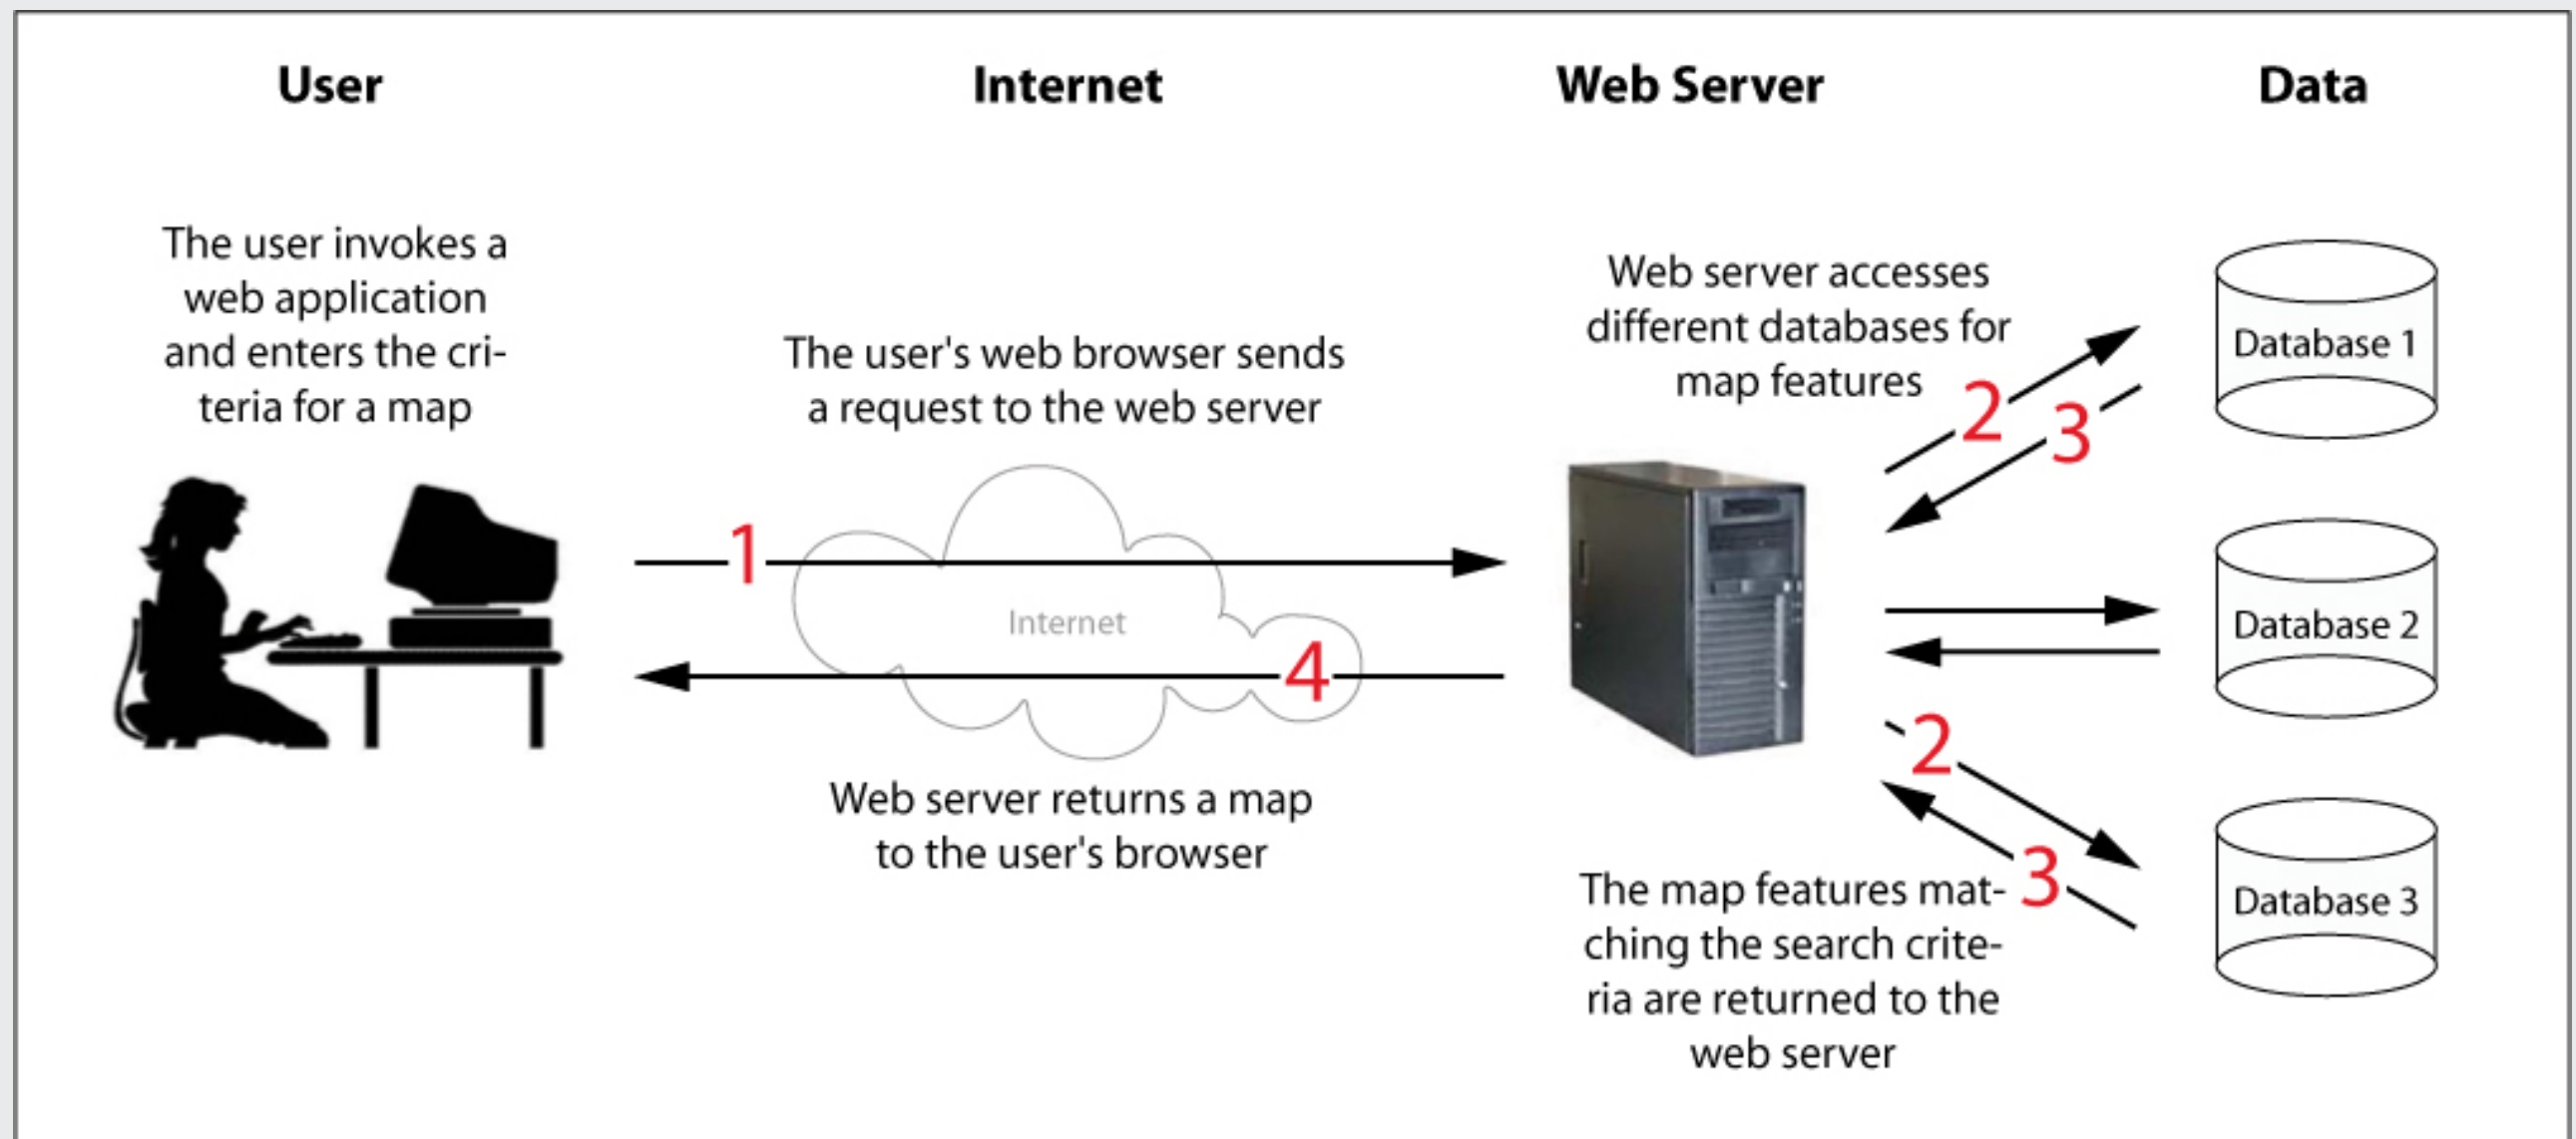 User
Internet
Web Server
Data
The user invokes a
web application
and enters the cri-
teria for a map
The user's web browser sends
a request to the web server
Web server accesses
different databases for
map features
1
Internet
4
Web server returns a map
to the user's browser
2
3
2
3
The map features mat-
ching the search crite-
ria are returned to the
web server
Database 1
Database 2
Database 3